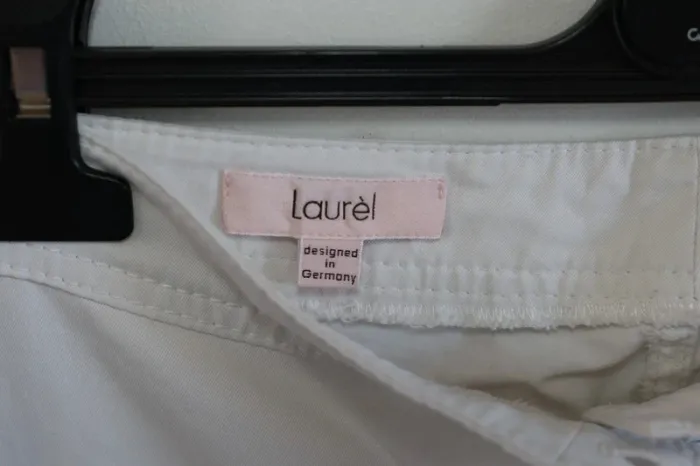 Laurèl
designed
in
Germany